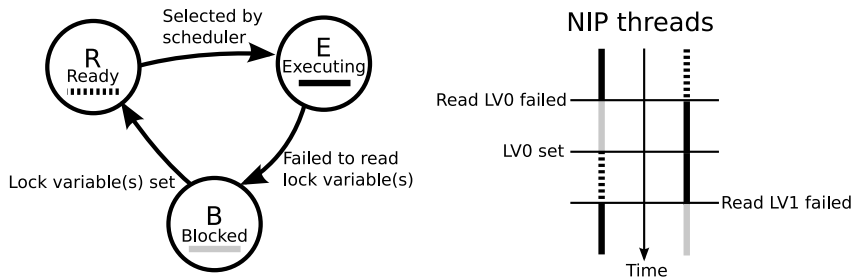 Selected by
scheduler
R
Ready
E
Executing
Lock variable(s) set
Failed to read
lock variable(s)
B
Blocked
NIP threads
Read LV0 failed
LV0 set
Read LV1 failed
Time